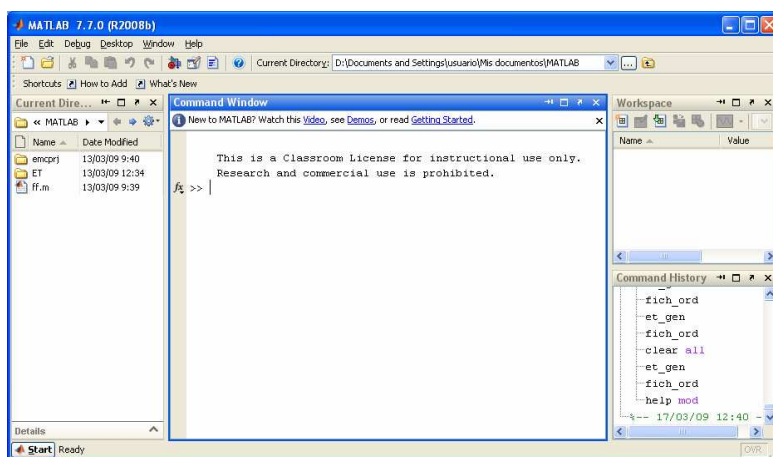 MATLAB 7.7.0 (R2008b)
File Edit Debug Desktop Window Help
Current Directory: D:\Documents and Settings\usuario\Mis documentos\MATLAB
Shortcuts How to Add What's New
Current Dire...
« MATLAB
Name Date Modified
emcprj 13/03/09 9:40
ET 13/03/09 12:34
ff.m 13/03/09 9:39
Details
Command Window
New to MATLAB? Watch this Video, see Demos, or read Getting Started.
This is a Classroom License for instructional use only.
Research and commercial use is prohibited.
fx >>
Workspace
Name Value
Command History
fich_ord
et_gen
fich_ord
clear all
et_gen
fich_ord
help mod
%-- 17/03/09 12:40 -
Start Ready
OVR